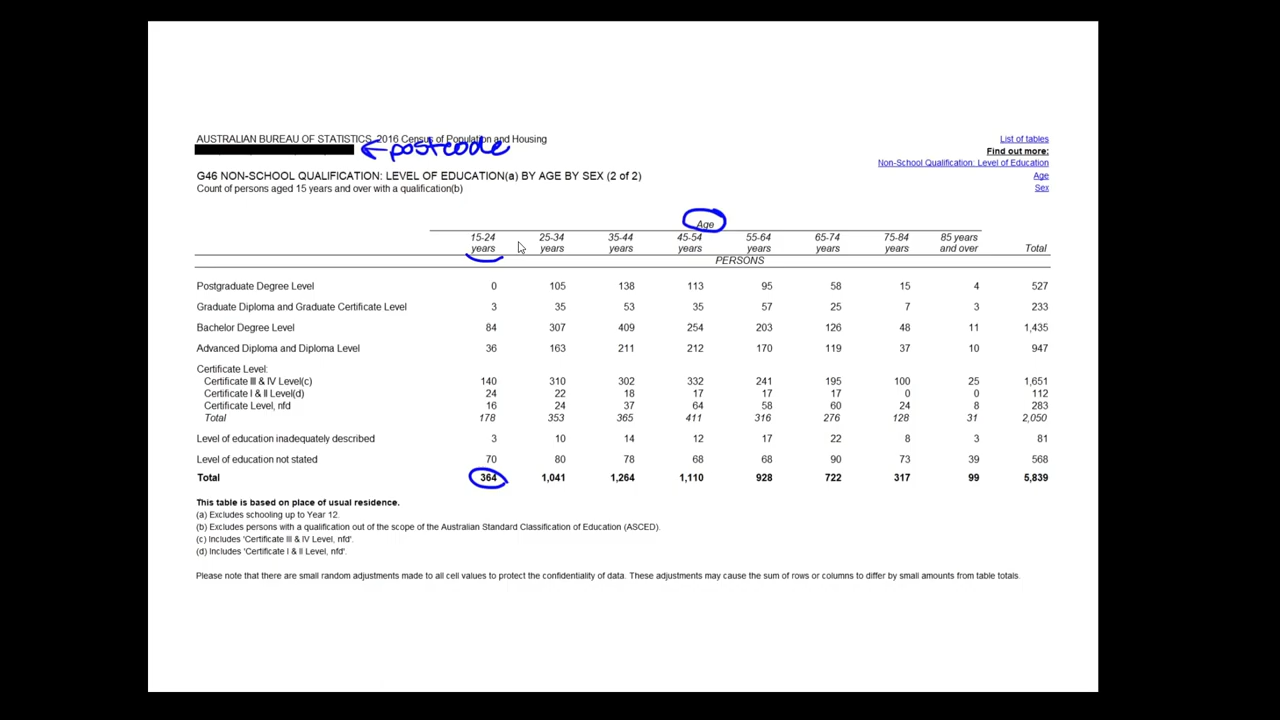 AUSTRALIAN BUREAU OF STATISTICS 2016 Census of Population and Housing
List of tables
← postcode
Find out more:
Non-School Qualification: Level of Education
G46 NON-SCHOOL QUALIFICATION: LEVEL OF EDUCATION(a) BY AGE BY SEX (2 of 2)
Age
Count of persons aged 15 years and over with a qualification(b)
Sex
Age
15-24 25-34 35-44 45-54 55-64 65-74 75-84 85 years
years years years years years years years and over Total
PERSONS
Postgraduate Degree Level 0 105 138 113 95 58 15 4 527
Graduate Diploma and Graduate Certificate Level 3 35 53 35 57 25 7 3 233
Bachelor Degree Level 84 307 409 254 203 126 48 11 1,435
Advanced Diploma and Diploma Level 36 163 211 212 170 119 37 10 947
Certificate Level:
Certificate III & IV Level(c) 140 310 302 332 241 195 100 25 1,651
Certificate I & II Level(d) 24 22 18 17 17 17 0 0 112
Certificate Level, nfd 16 24 37 64 58 60 24 8 283
Total 178 353 365 411 316 276 128 31 2,050
Level of education inadequately described 3 10 14 12 17 22 8 3 81
Level of education not stated 70 80 78 68 68 90 73 39 568
Total 364 1,041 1,264 1,110 928 722 317 99 5,839
This table is based on place of usual residence.
(a) Excludes schooling up to Year 12.
(b) Excludes persons with a qualification out of the scope of the Australian Standard Classification of Education (ASCED).
(c) Includes 'Certificate III & IV Level, nfd'.
(d) Includes 'Certificate I & II Level, nfd'.
Please note that there are small random adjustments made to all cell values to protect the confidentiality of data. These adjustments may cause the sum of rows or columns to differ by small amounts from table totals.